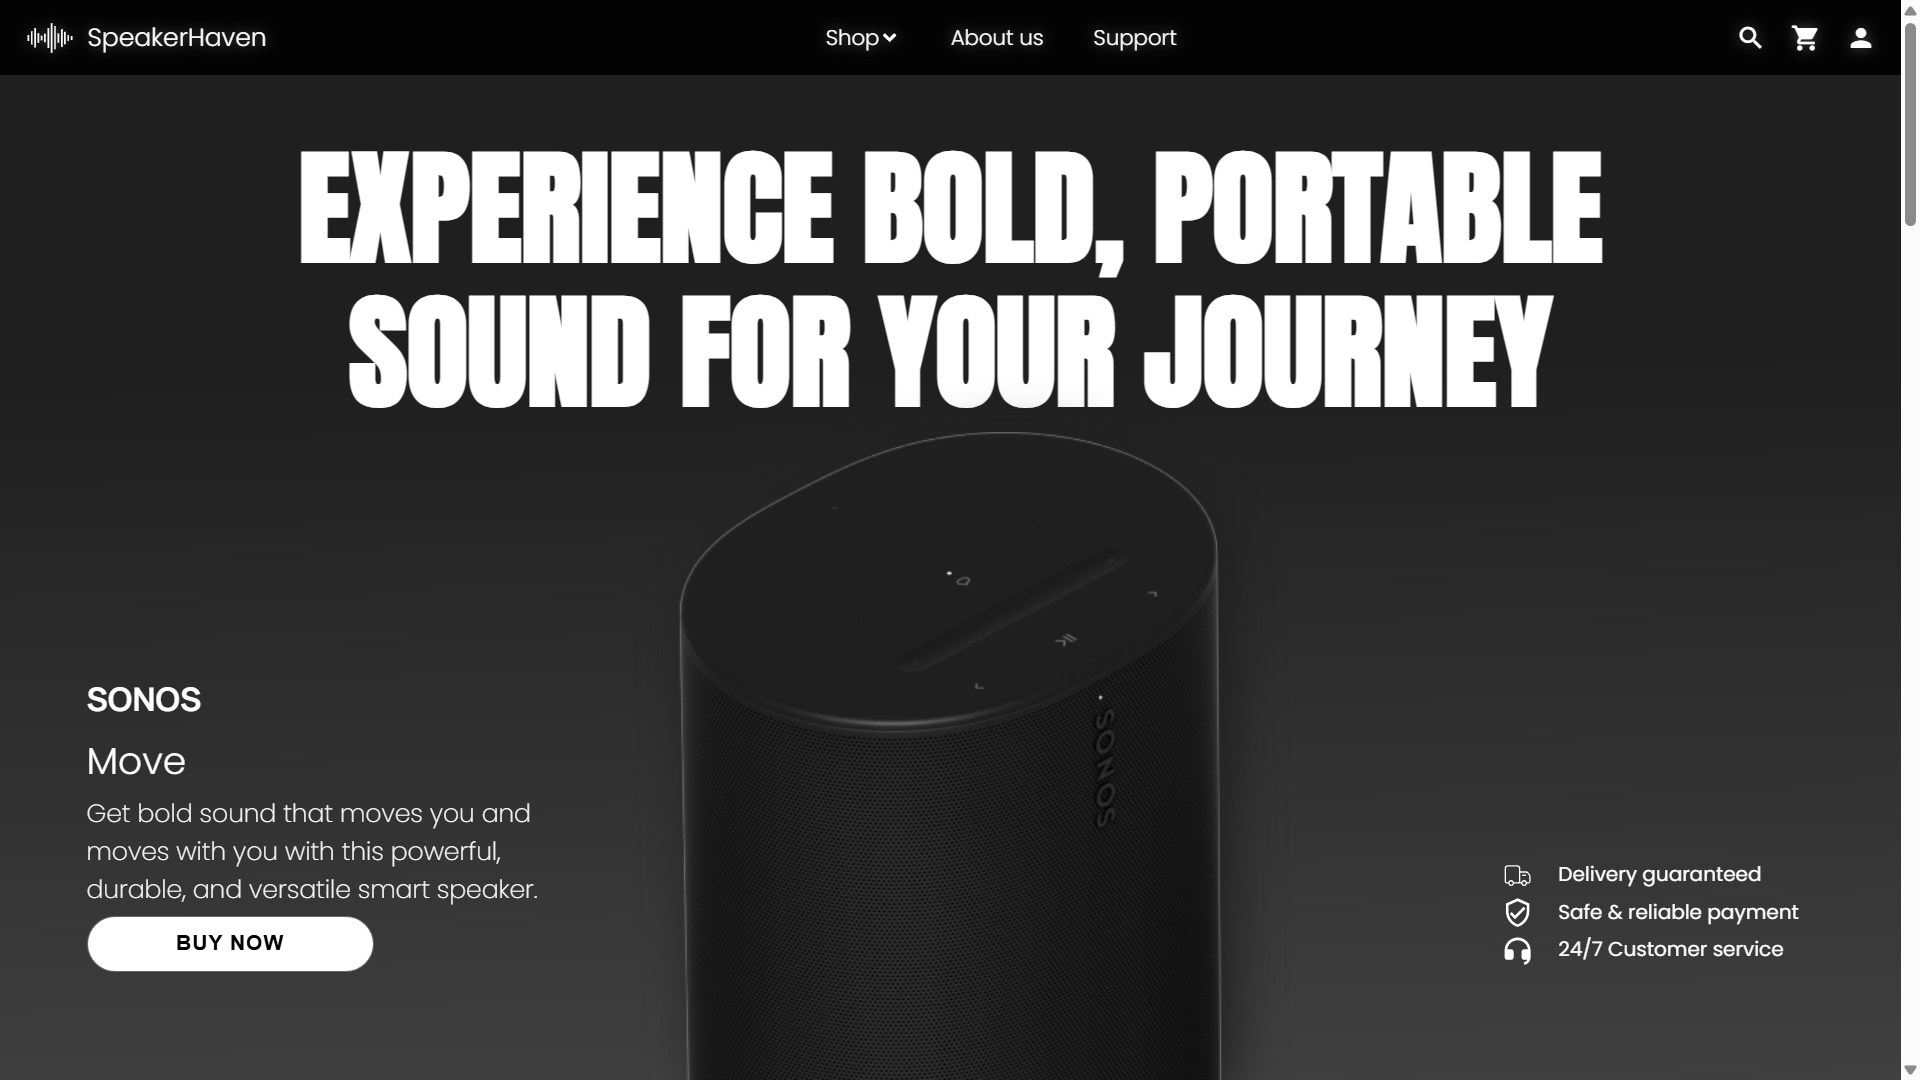 SpeakerHaven
Shop
About us
Support
EXPERIENCE BOLD, PORTABLE
SOUND FOR YOUR JOURNEY
SONOS
SONOS
Move
Get bold sound that moves you and
moves with you with this powerful,
durable, and versatile smart speaker.
BUY NOW
Delivery guaranteed
Safe & reliable payment
24/7 Customer service